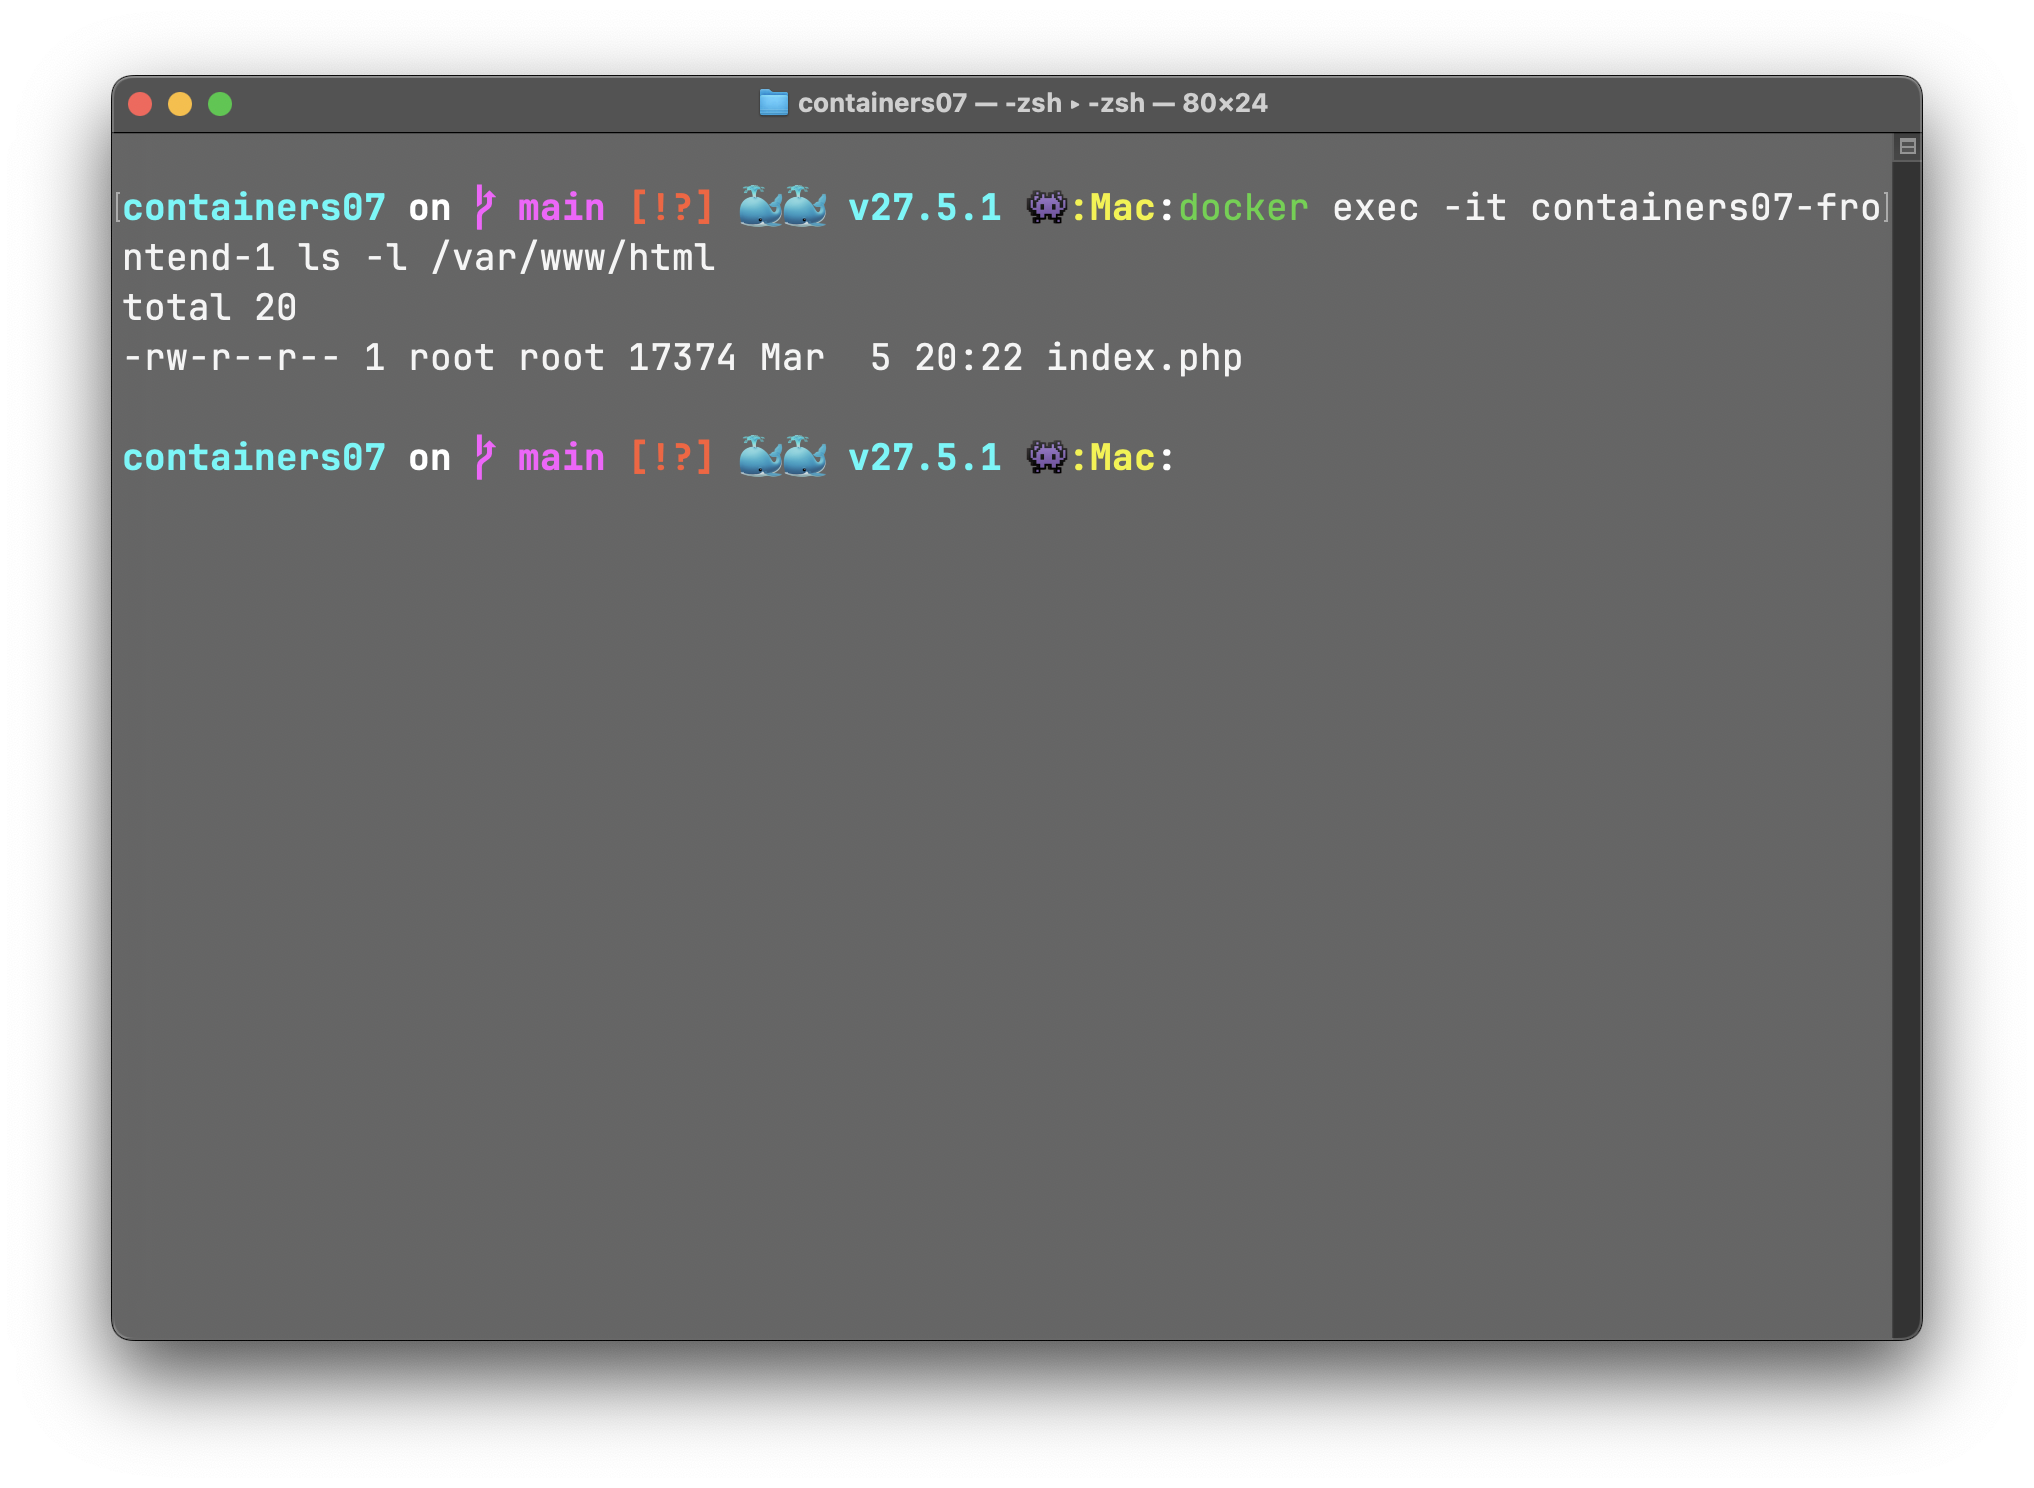 containers07 — -zsh ▸ -zsh — 80×24
containers07 on main [!?] 🐳🐳 v27.5.1 👾:Mac:docker exec -it containers07-fro
ntend-1 ls -l /var/www/html
total 20
-rw-r--r-- 1 root root 17374 Mar  5 20:22 index.php
containers07 on main [!?] 🐳🐳 v27.5.1 👾:Mac: